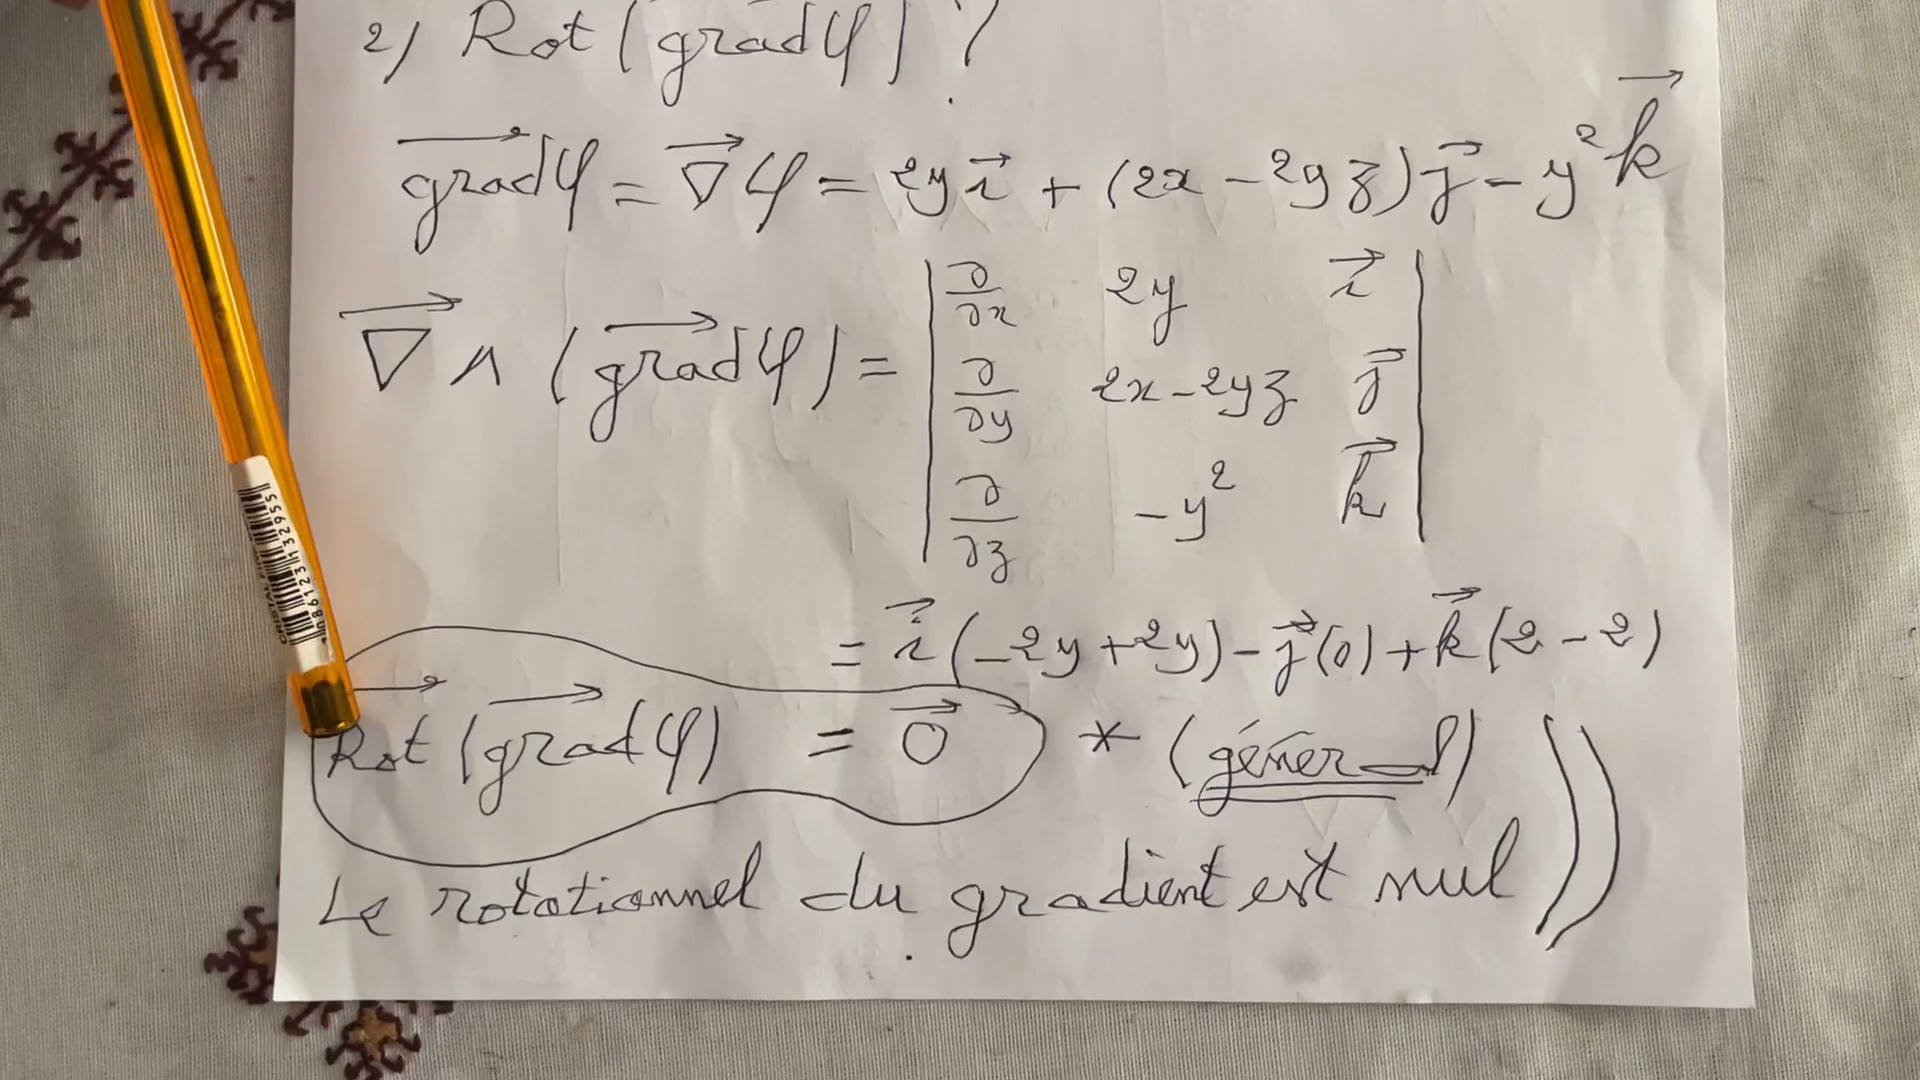 2) Rot (grad φ) ?
grad φ = ∇ φ = 2y i + (2x - 2yz) j - y² k
∇ ∧ (grad φ) = | ∂/∂x 2y i |
| ∂/∂y 2x - 2yz j |
| ∂/∂z - y² k |
= i (-2y + 2y) - j (0) + k (2 - 2)
Rot (grad φ) = 0 * (général)
Le rotationnel du gradient est nul
3086123132955